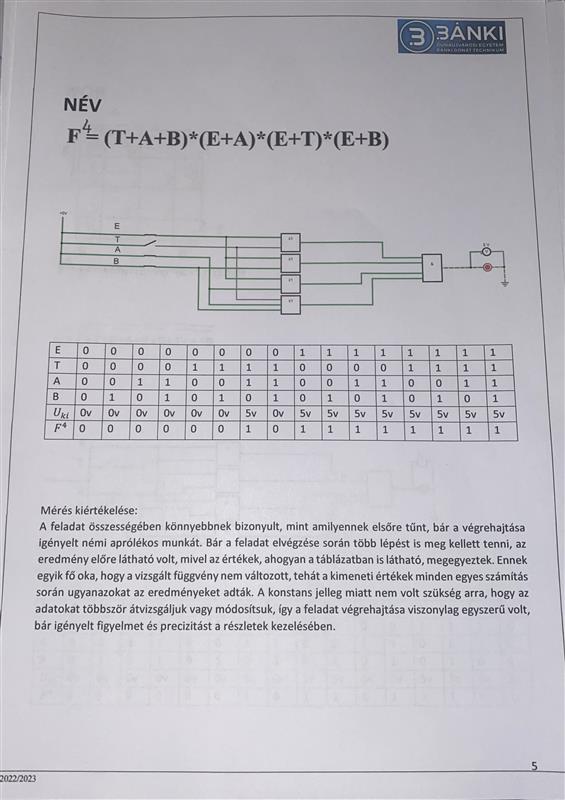 BÁNKI
DUNAÚJVÁROSI EGYETEM
BÁNKI DONÁT TECHNIKUM
NÉV
F⁴= (T+A+B)*(E+A)*(E+T)*(E+B)
+5V
E
T
A
B
≥1
≥1
≥1
≥1
&
5 V
V
E 0 0 0 0 0 0 0 0 1 1 1 1 1 1 1 1
T 0 0 0 0 1 1 1 1 0 0 0 0 1 1 1 1
A 0 0 1 1 0 0 1 1 0 0 1 1 0 0 1 1
B 0 1 0 1 0 1 0 1 0 1 0 1 0 1 0 1
Uki 0v 0v 0v 0v 0v 0v 5v 0v 5v 5v 5v 5v 5v 5v 5v 5v
F⁴ 0 0 0 0 0 0 1 0 1 1 1 1 1 1 1 1
Mérés kiértékelése:
A feladat összességében könnyebbnek bizonyult, mint amilyennek elsőre tűnt, bár a végrehajtása
igényelt némi aprólékos munkát. Bár a feladat elvégzése során több lépést is meg kellett tenni, az
eredmény előre látható volt, mivel az értékek, ahogyan a táblázatban is látható, megegyeztek. Ennek
egyik fő oka, hogy a vizsgált függvény nem változott, tehát a kimeneti értékek minden egyes számítás
során ugyanazokat az eredményeket adták. A konstans jelleg miatt nem volt szükség arra, hogy az
adatokat többször átvizsgáljuk vagy módosítsuk, így a feladat végrehajtása viszonylag egyszerű volt,
bár igényelt figyelmet és precizitást a részletek kezelésében.
5
2022/2023